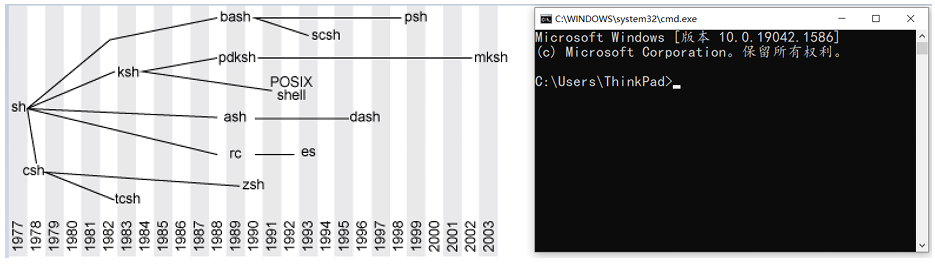 bash
psh
scsh
pdksh
mksh
ksh
POSIX
shell
sh
ash
dash
rc
es
csh
zsh
tcsh
1977
1978
1979
1980
1981
1982
1983
1984
1985
1986
1987
1988
1989
1990
1991
1992
1993
1994
1995
1996
1997
1998
1999
2000
2001
2002
2003
C:\WINDOWS\system32\cmd.exe
Microsoft Windows [版本 10.0.19042.1586]
(c) Microsoft Corporation。保留所有权利。
C:\Users\ThinkPad>